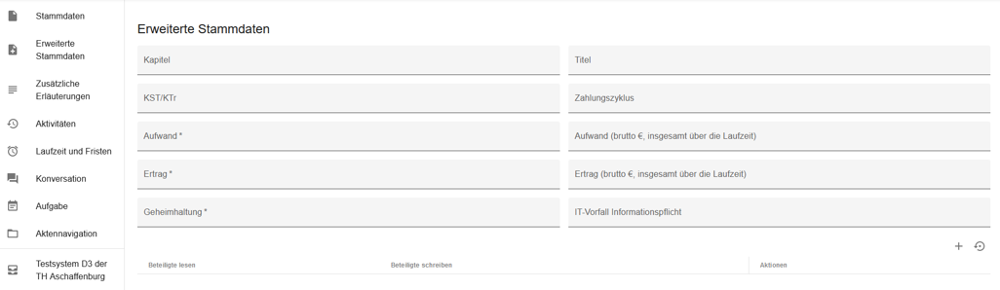 Stammdaten
Erweiterte
Stammdaten
Zusätzliche
Erläuterungen
Aktivitäten
Laufzeit und Fristen
Konversation
Aufgabe
Aktennavigation
Testsystem D3 der
TH Aschaffenburg
Erweiterte Stammdaten
Kapitel
Titel
KST/KTr
Zahlungszyklus
Aufwand *
Aufwand (brutto €, insgesamt über die Laufzeit)
Ertrag *
Ertrag (brutto €, insgesamt über die Laufzeit)
Geheimhaltung *
IT-Vorfall Informationspflicht
Beteiligte lesen
Beteiligte schreiben
Aktionen